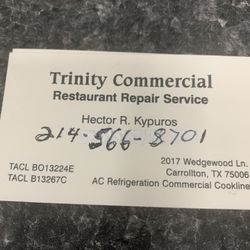 Trinity Commercial
Restaurant Repair Service
Hector R. Kypuros
214-566-8701
TACL BO13224E
TACL B13267C
2017 Wedgewood Ln.
Carrollton, TX 75006
AC Refrigeration Commercial Cookline